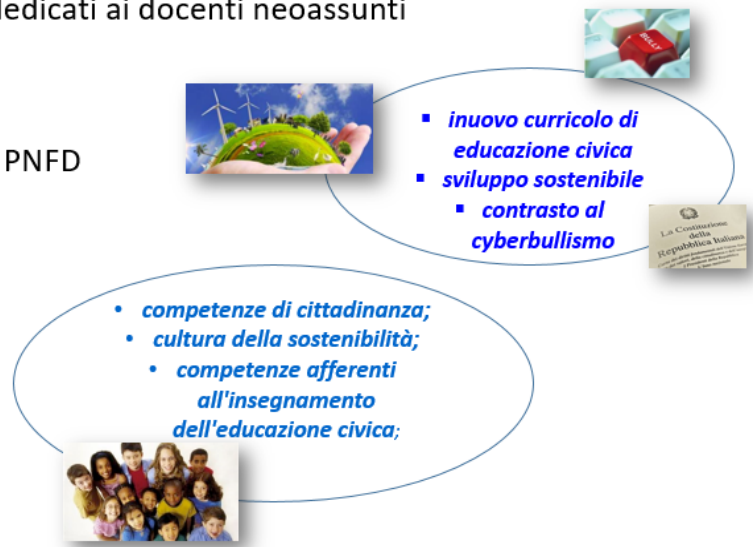 dedicati ai docenti neoassunti
BULLY
PNFD
▪ inuovo curricolo di
educazione civica
▪ sviluppo sostenibile
▪ contrasto al
cyberbullismo
La Costituzione
della
Repubblica Italiana
• competenze di cittadinanza;
• cultura della sostenibilità;
• competenze afferenti
all'insegnamento
dell'educazione civica;